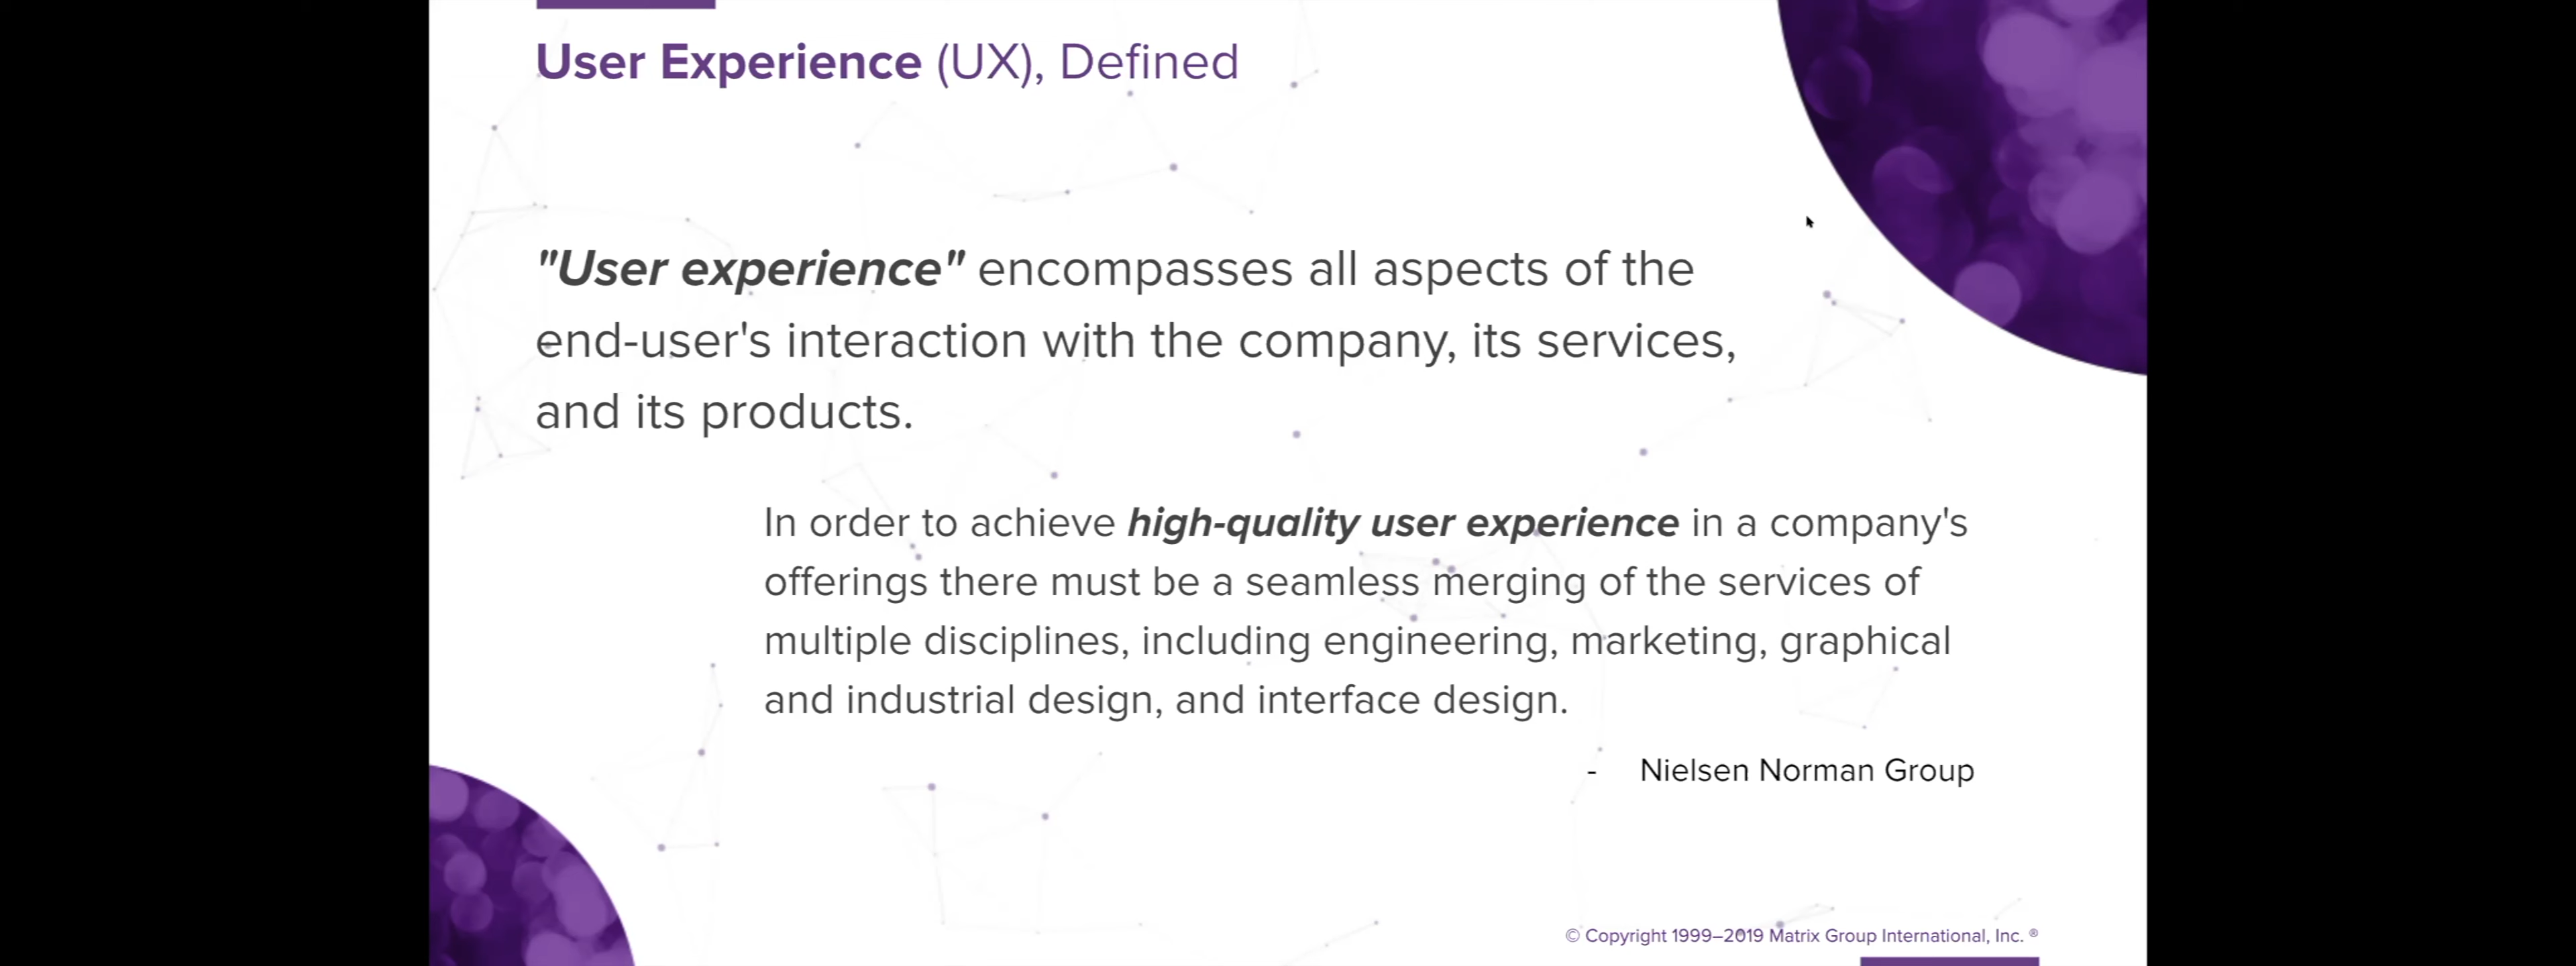 User Experience (UX), Defined
"User experience" encompasses all aspects of the
end-user's interaction with the company, its services,
and its products.
In order to achieve high-quality user experience in a company's
offerings there must be a seamless merging of the services of
multiple disciplines, including engineering, marketing, graphical
and industrial design, and interface design.
- Nielsen Norman Group
© Copyright 1999–2019 Matrix Group International, Inc. ®